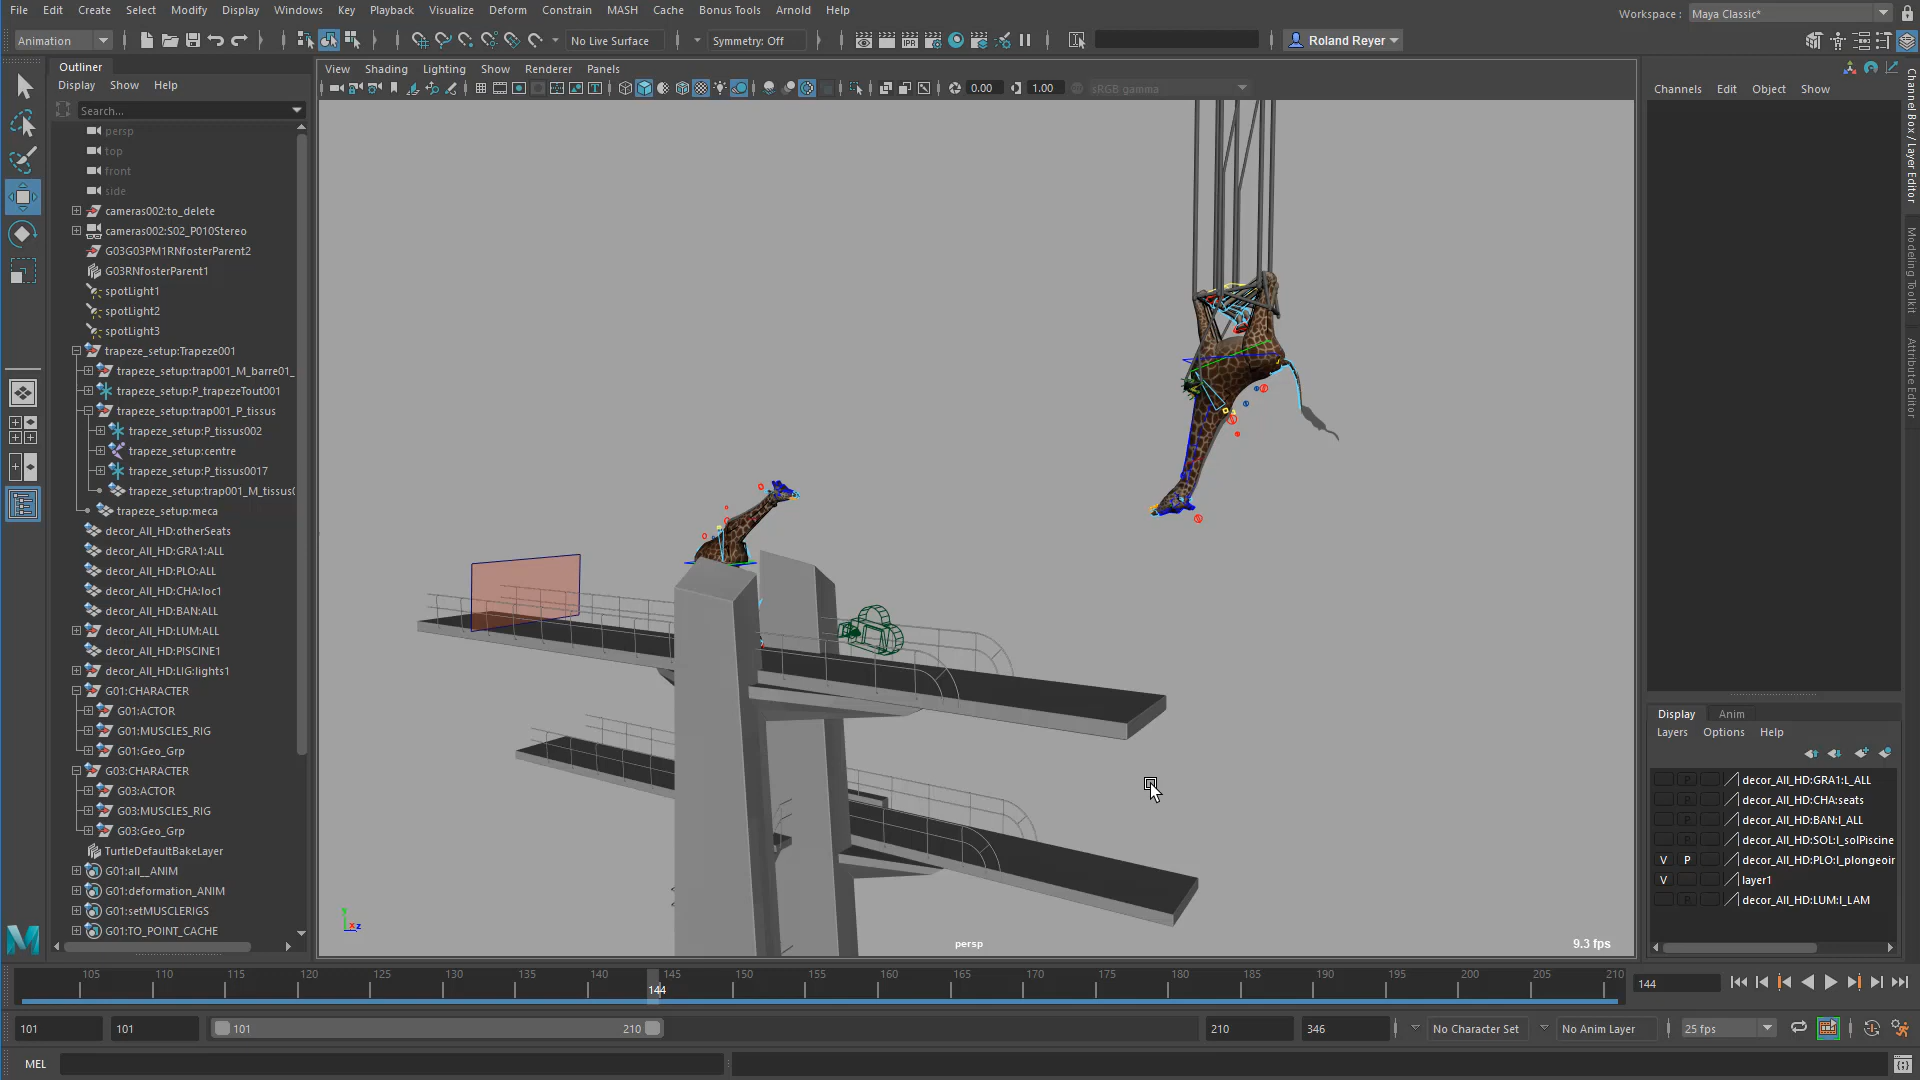 File Edit Create Select Modify Display Windows Key Playback Visualize Deform Constrain MASH Cache Bonus Tools Arnold Help
Workspace : Maya Classic*
Animation No Live Surface Symmetry: Off Roland Reyer
Outliner
Display Show Help
Search...
persp
top
front
side
cameras002:to_delete
cameras002:S02_P010Stereo
G03G03PM1RNfosterParent2
G03RNfosterParent1
spotLight1
spotLight2
spotLight3
trapeze_setup:Trapeze001
trapeze_setup:trap001_M_barre01_
trapeze_setup:P_trapezeTout001
trapeze_setup:trap001_P_tissus
trapeze_setup:P_tissus002
trapeze_setup:centre
trapeze_setup:P_tissus0017
trapeze_setup:trap001_M_tissus(
trapeze_setup:meca
decor_All_HD:otherSeats
decor_All_HD:GRA1:ALL
decor_All_HD:PLO:ALL
decor_All_HD:CHA:loc1
decor_All_HD:BAN:ALL
decor_All_HD:LUM:ALL
decor_All_HD:PISCINE1
decor_All_HD:LIG:lights1
G01:CHARACTER
G01:ACTOR
G01:MUSCLES_RIG
G01:Geo_Grp
G03:CHARACTER
G03:ACTOR
G03:MUSCLES_RIG
G03:Geo_Grp
TurtleDefaultBakeLayer
G01:all__ANIM
G01:deformation_ANIM
G01:setMUSCLERIGS
G01:TO_POINT_CACHE
View Shading Lighting Show Renderer Panels
0.00 1.00 sRGB gamma
persp
9.3 fps
Channels Edit Object Show
Channel Box / Layer Editor
Modeling Toolkit
Attribute Editor
Display Anim
Layers Options Help
P decor_All_HD:GRA1:L_ALL
P decor_All_HD:CHA:seats
P decor_All_HD:BAN:l_ALL
P decor_All_HD:SOL:l_solPiscine
V P decor_All_HD:PLO:l_plongeoir
V layer1
P decor_All_HD:LUM:l_LAM
105 110 115 120 125 130 135 140 145 150 155 160 165 170 175 180 185 190 195 200 205 210
144
144
101 101 101 210 210 346 No Character Set No Anim Layer 25 fps
MEL